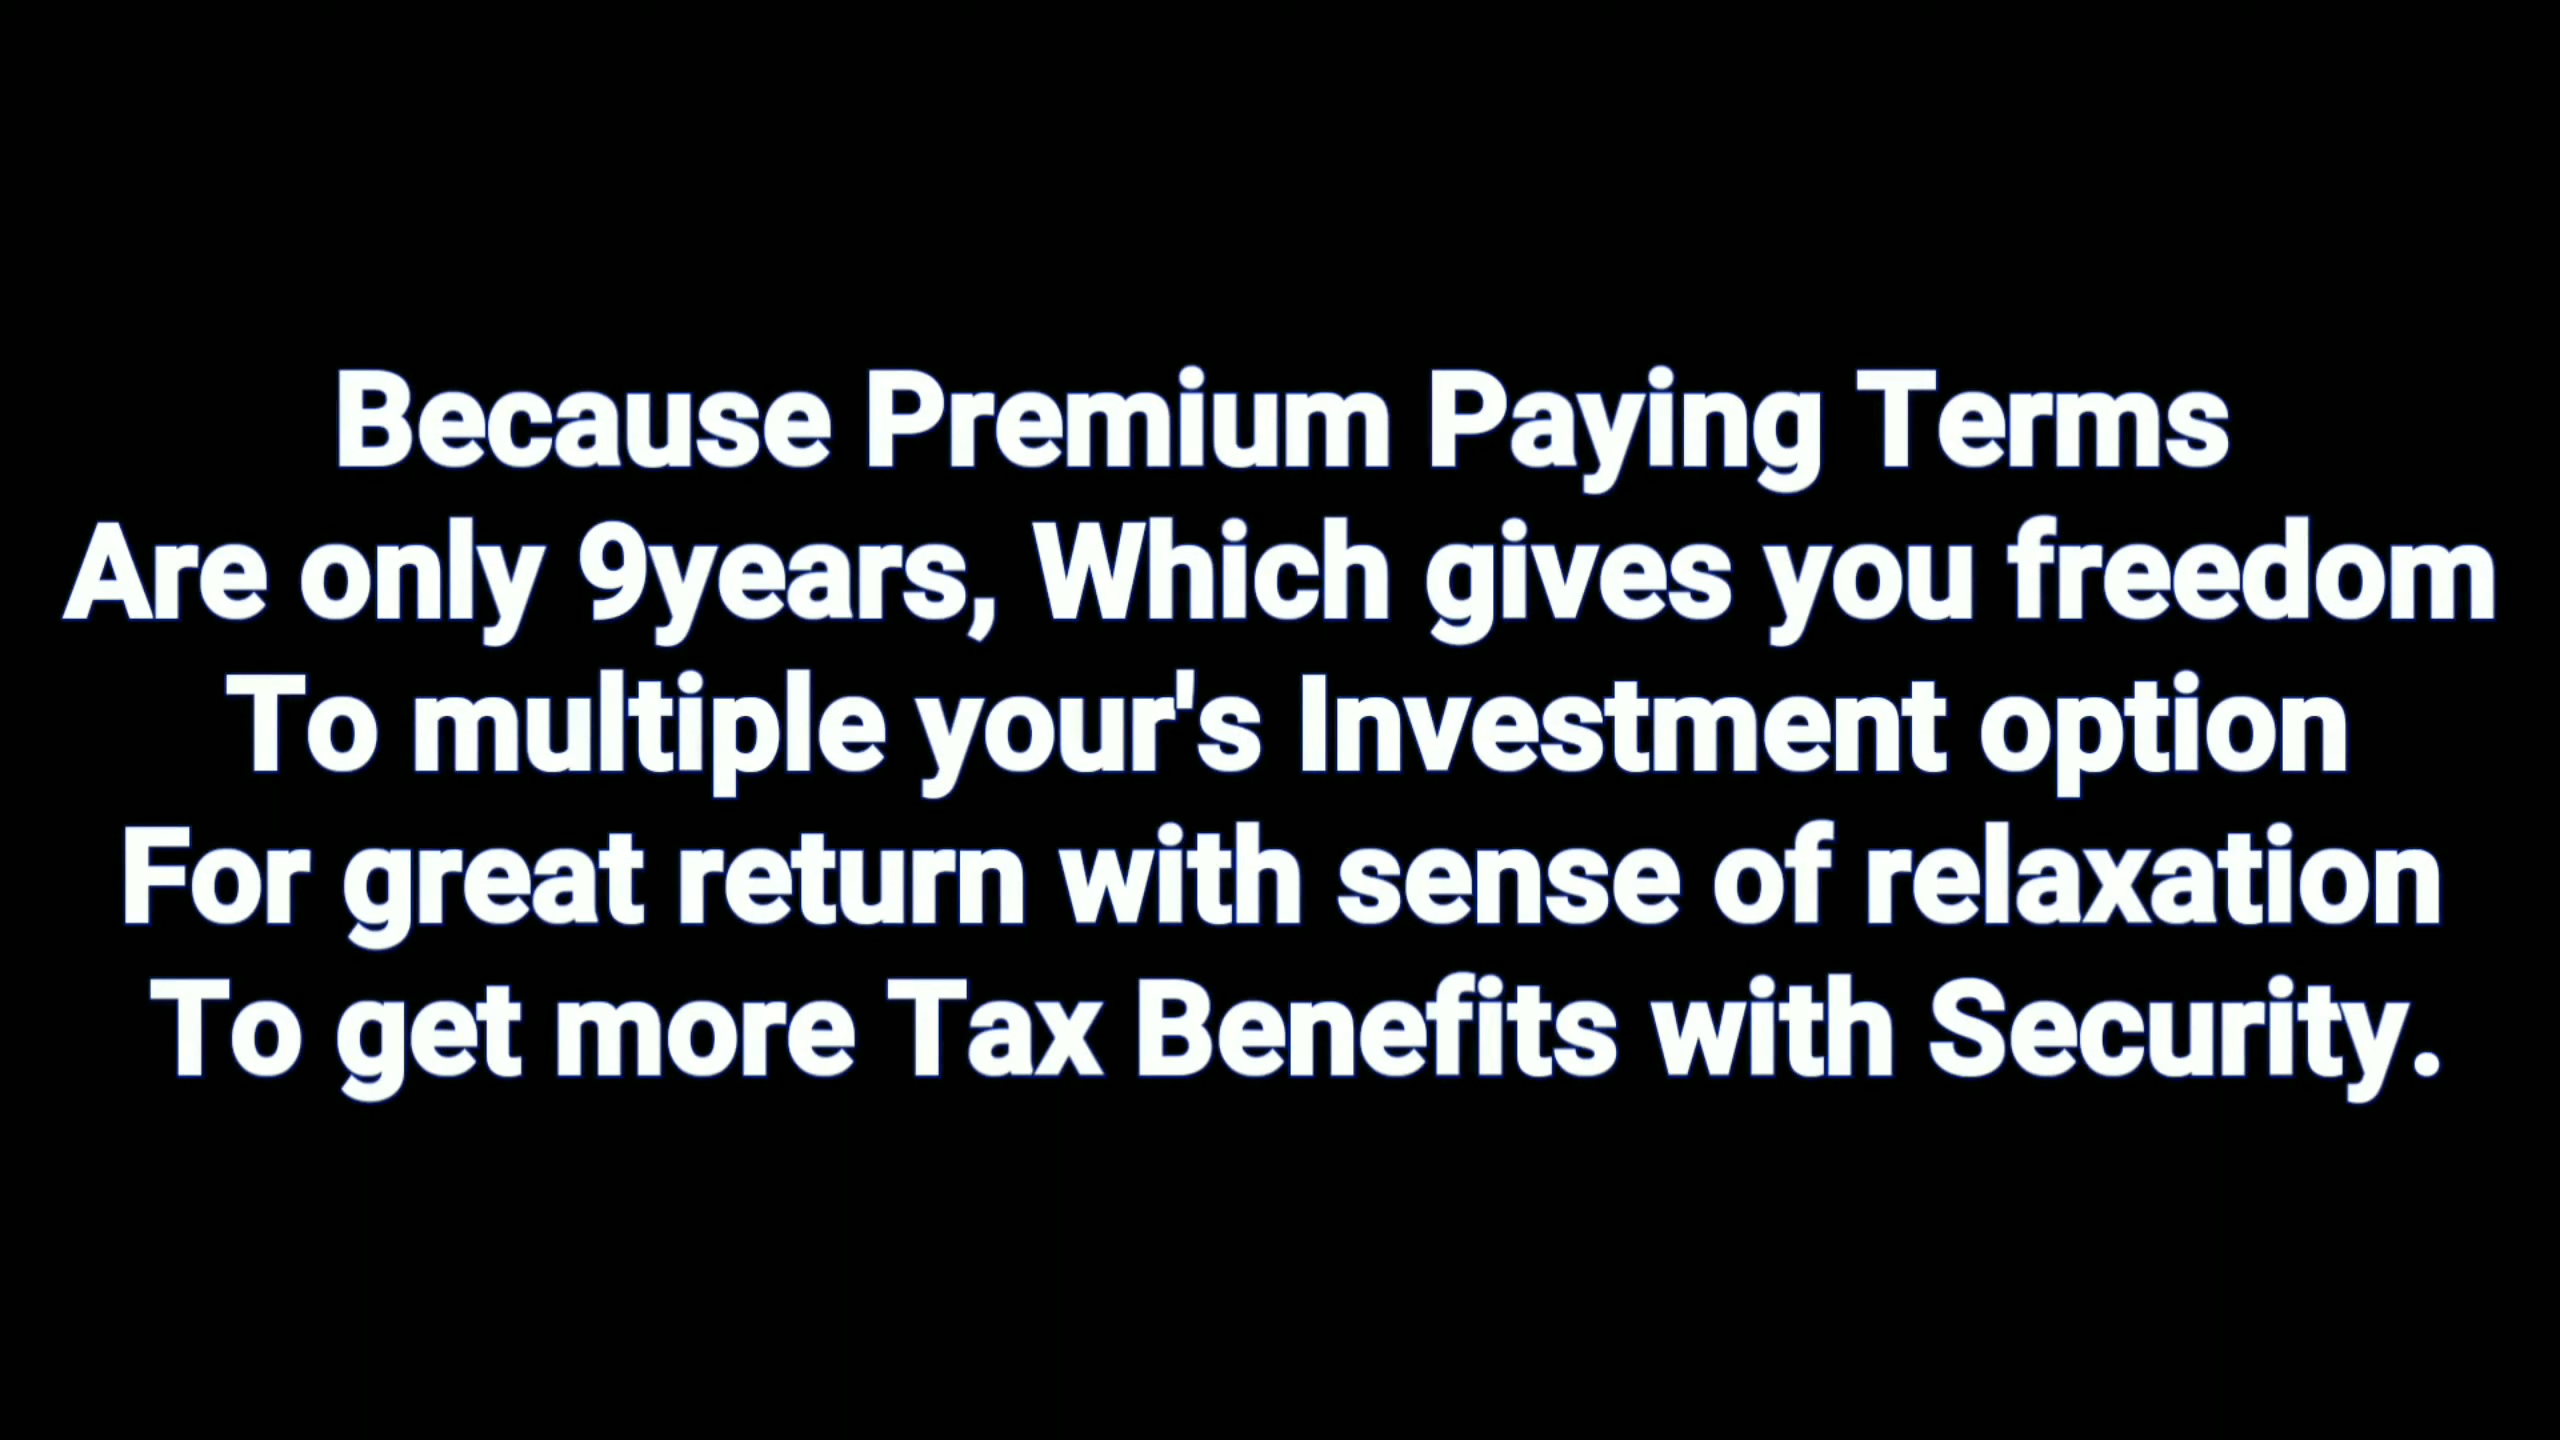 Because Premium Paying Terms
Are only 9years, Which gives you freedom
To multiple your's Investment option
For great return with sense of relaxation
To get more Tax Benefits with Security.